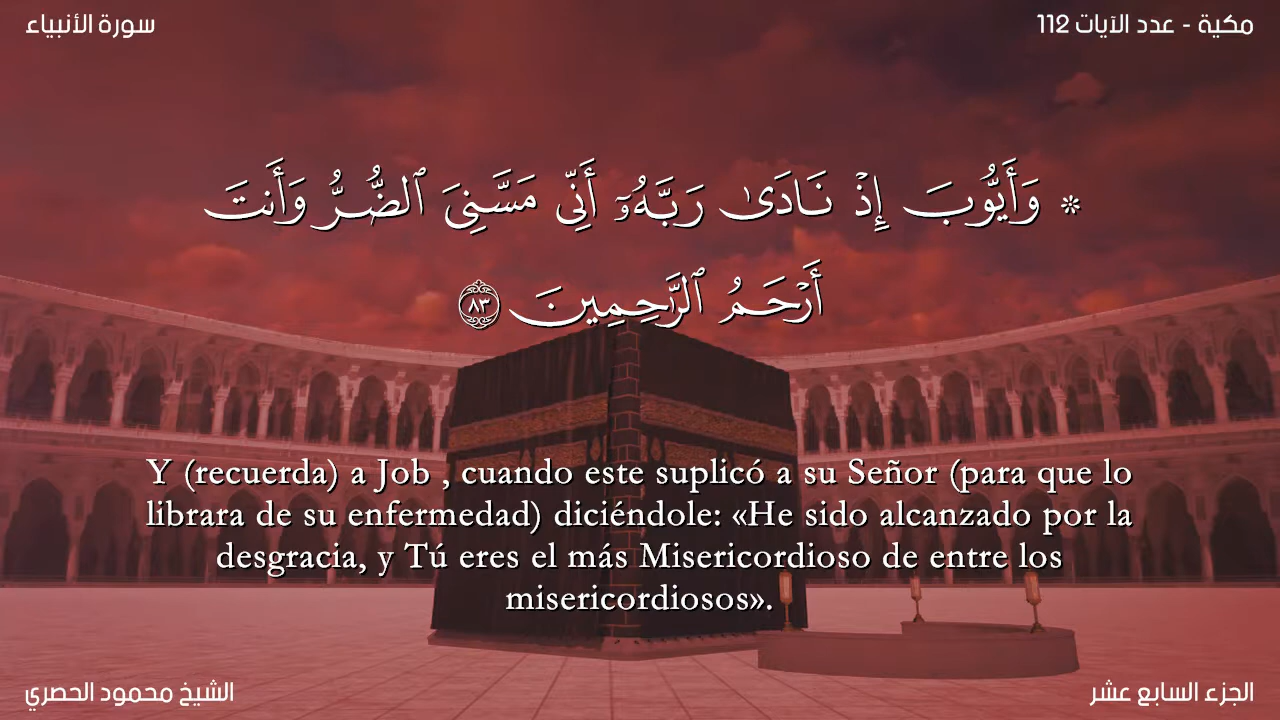 سورة الأنبياء
مكية - عدد الآيات 112
* وَأَيُّوبَ إِذْ نَادَىٰ رَبَّهُۥٓ أَنِّى مَسَّنِىَ ٱلضُّرُّ وَأَنتَ
أَرْحَمُ ٱلرَّٰحِمِينَ ٨٣
Y (recuerda) a Job , cuando este suplicó a su Señor (para que lo
librara de su enfermedad) diciéndole: «He sido alcanzado por la
desgracia, y Tú eres el más Misericordioso de entre los
misericordiosos».
الشيخ محمود الحصري
الجزء السابع عشر